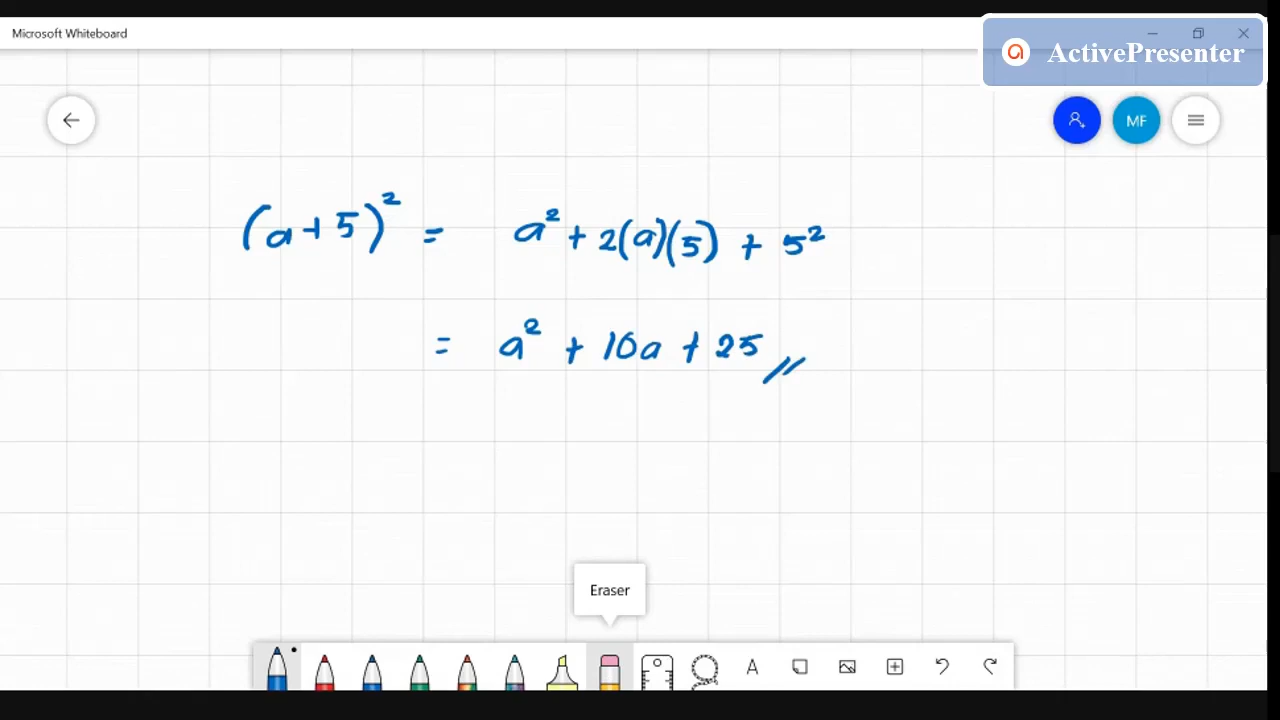 Microsoft Whiteboard
ActivePresenter
MF
(a+5)² = a² + 2(a)(5) + 5²
= a² + 10a + 25 //
Eraser
A